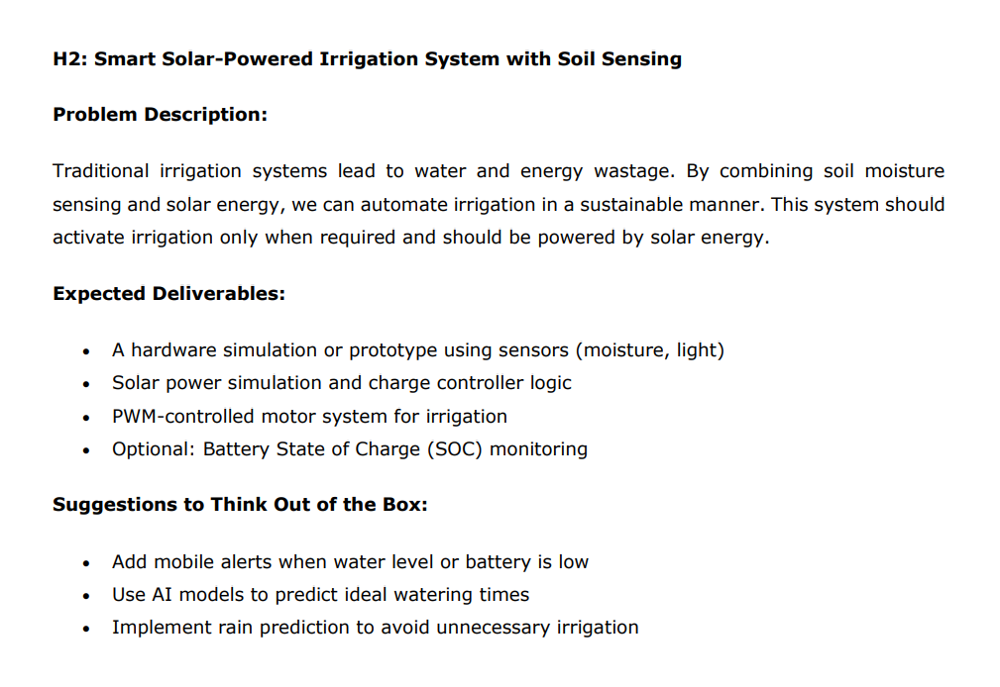 H2: Smart Solar-Powered Irrigation System with Soil Sensing
Problem Description:
Traditional irrigation systems lead to water and energy wastage. By combining soil moisture
sensing and solar energy, we can automate irrigation in a sustainable manner. This system should
activate irrigation only when required and should be powered by solar energy.
Expected Deliverables:
• A hardware simulation or prototype using sensors (moisture, light)
• Solar power simulation and charge controller logic
• PWM-controlled motor system for irrigation
• Optional: Battery State of Charge (SOC) monitoring
Suggestions to Think Out of the Box:
• Add mobile alerts when water level or battery is low
• Use AI models to predict ideal watering times
• Implement rain prediction to avoid unnecessary irrigation